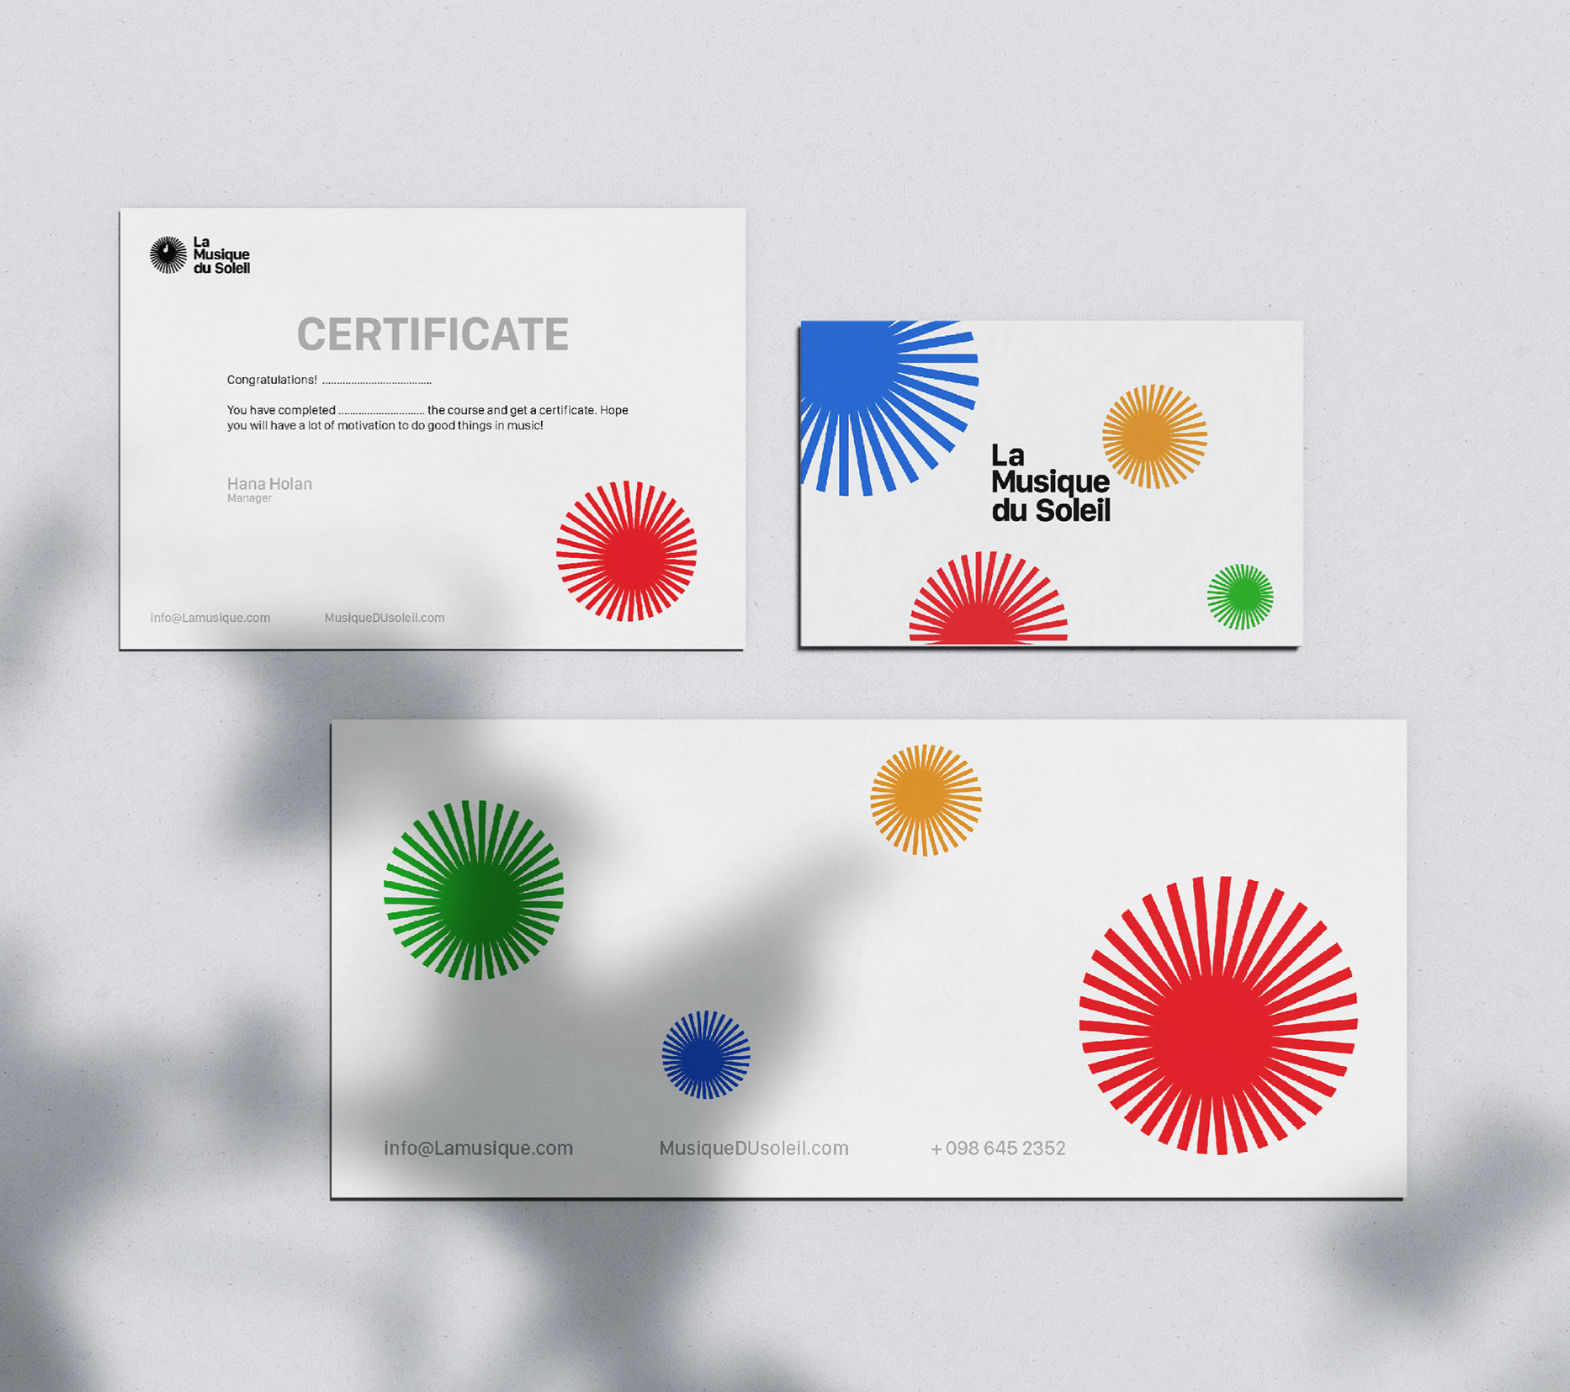 La
Musique
du Soleil
CERTIFICATE
Congratulations! ......................................
You have completed .............................. the course and get a certificate. Hope
you will have a lot of motivation to do good things in music!
Hana Holan
Manager
info@Lamusique.com
MusiqueDUsoleil.com
La
Musique
du Soleil
info@Lamusique.com
MusiqueDUsoleil.com
+ 098 645 2352